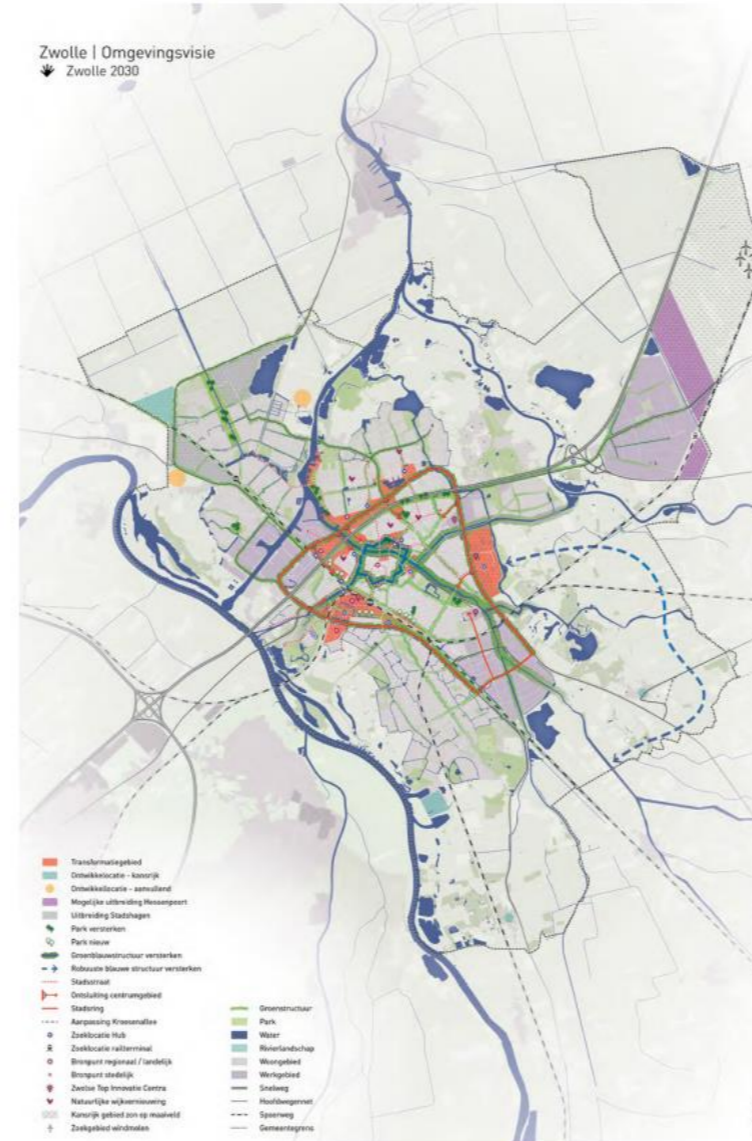 Zwolle | Omgevingsvisie
Zwolle 2030
Transformatiegebied
Ontwikkellocatie - kansrijk
Ontwikkellocatie - aanvullend
Mogelijke uitbreiding Hessenpoort
Uitbreiding Stadshagen
Park versterken
Park nieuw
Groenblauwstructuur versterken
Robuuste blauwe structuur versterken
Stadsstraat
Ontsluiting centrumgebied
Stadsring
Aanpassing Kroesenallee
Zoeklocatie Hub
Zoeklocatie railterminal
Bronpunt regionaal / landelijk
Bronpunt stedelijk
Zwolse Top Innovatie Centra
Natuurlijke wijkvernieuwing
Kansrijk gebied zon op maaiveld
Zoekgebied windmolen
Groenstructuur
Park
Water
Rivierlandschap
Woongebied
Werkgebied
Snelweg
Hoofdwegennet
Spoorweg
Gemeentegrens